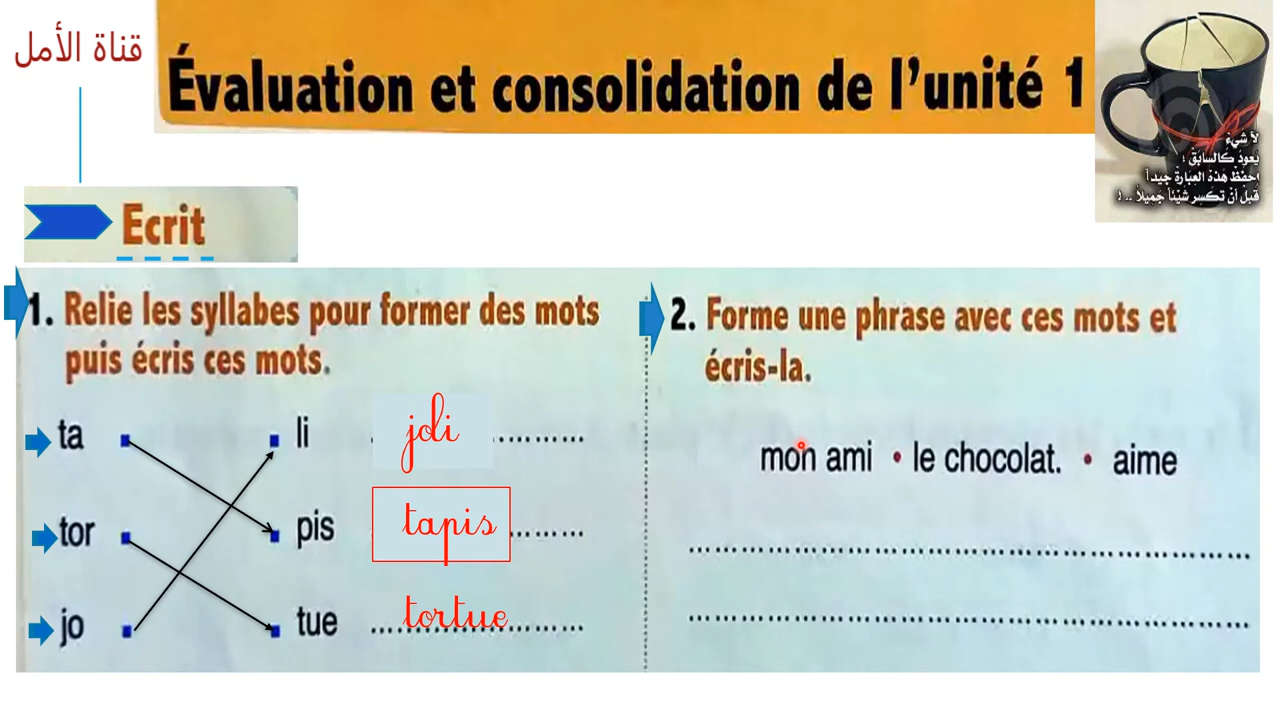 قناة الأمل
Évaluation et consolidation de l'unité 1
لا شيء
يعود كالسابق ؛
احفظ هذه العبارة جيداً
قبل أن تكسر شيئاً جميلاً .. !
Ecrit
1. Relie les syllabes pour former des mots
puis écris ces mots.
ta li joli
tor pis tapis
jo tue tortue
2. Forme une phrase avec ces mots et
écris-la.
mon ami • le chocolat. • aime